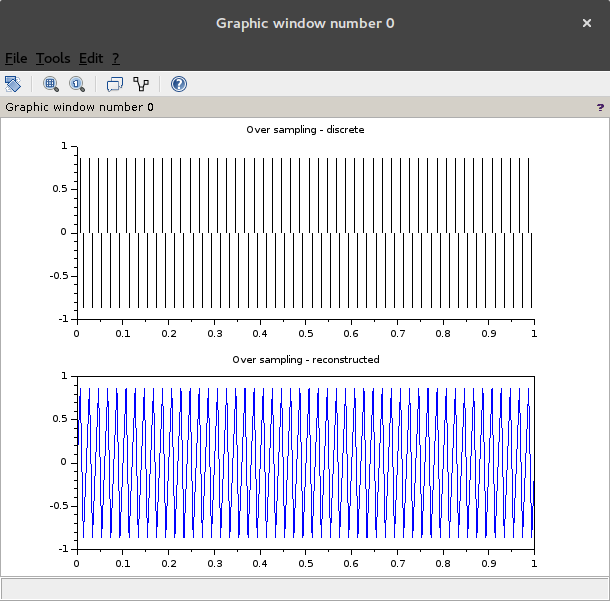 Graphic window number 0 ×
File Tools Edit ?
1 ?
Graphic window number 0 ?
Over sampling - discrete
1
0.5
0
-0.5
-1
0 0.1 0.2 0.3 0.4 0.5 0.6 0.7 0.8 0.9 1
Over sampling - reconstructed
1
0.5
0
-0.5
-1
0 0.1 0.2 0.3 0.4 0.5 0.6 0.7 0.8 0.9 1